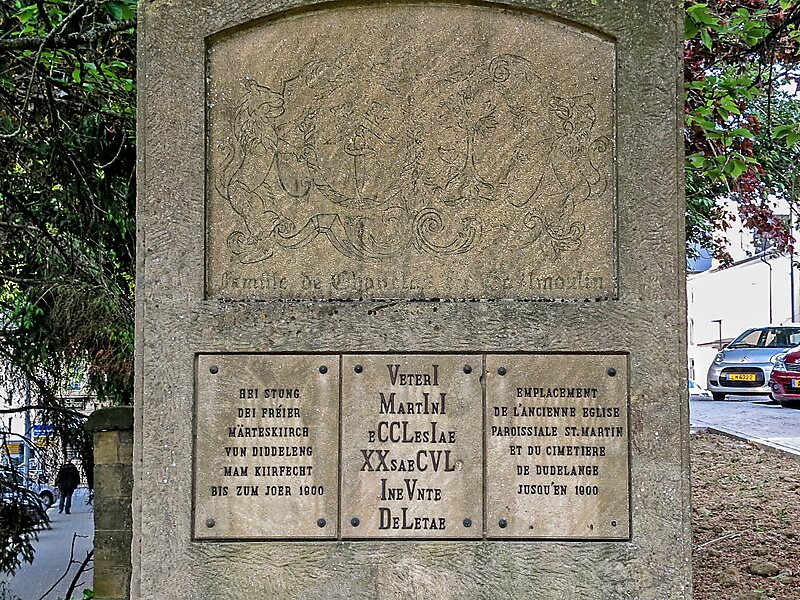 Famille de
HEI STUNG
DEI FRÉIER
MÄRTESKIIRCH
VUN DIDDELENG
MAM KIIRFECHT
BIS ZUM JOER 1900
VETERI
MARTINI
eCCLesIAE
XXsaeCVL
IneVnte
DeLetae
EMPLACEMENT
DE L'ANCIENNE EGLISE
PAROISSIALE ST. MARTIN
ET DU CIMETIERE
DE DUDELANGE
JUSQU'EN 1900